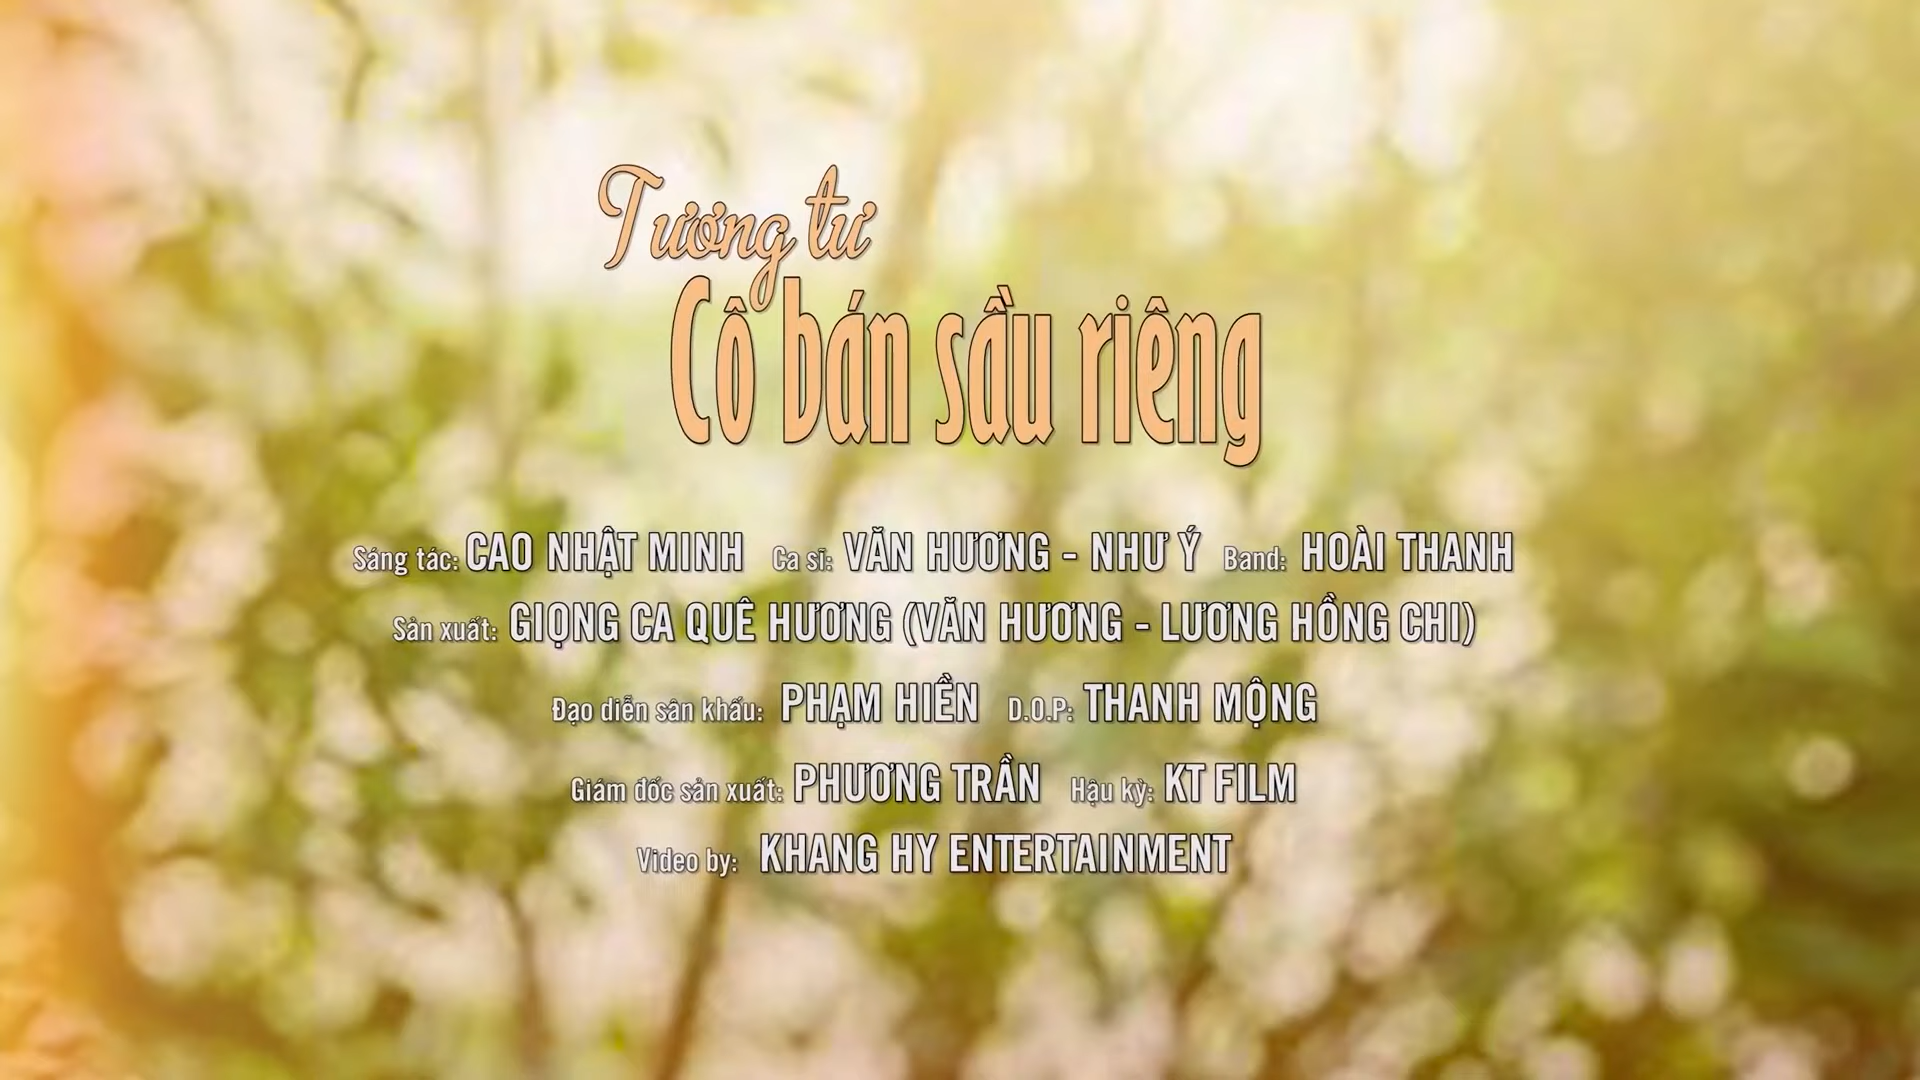 Tương tư
Cô bán sầu riêng
Sáng tác: CAO NHẬT MINH Ca sĩ: VĂN HƯƠNG - NHƯ Ý Band: HOÀI THANH
Sản xuất: GIỌNG CA QUÊ HƯƠNG (VĂN HƯƠNG - LƯƠNG HỒNG CHI)
Đạo diễn sân khấu: PHẠM HIỀN D.O.P: THANH MỘNG
Giám đốc sản xuất: PHƯƠNG TRẦN Hậu kỳ: KT FILM
Video by: KHANG HY ENTERTAINMENT